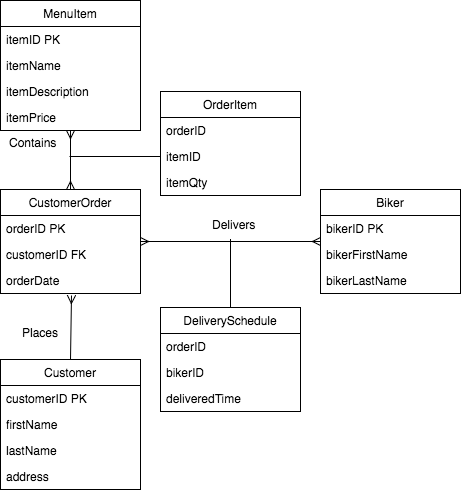 MenuItem
itemID PK
itemName
itemDescription
itemPrice
Contains
OrderItem
orderID
itemID
itemQty
CustomerOrder
orderID PK
customerID FK
orderDate
Delivers
Biker
bikerID PK
bikerFirstName
bikerLastName
Places
DeliverySchedule
orderID
bikerID
deliveredTime
Customer
customerID PK
firstName
lastName
address